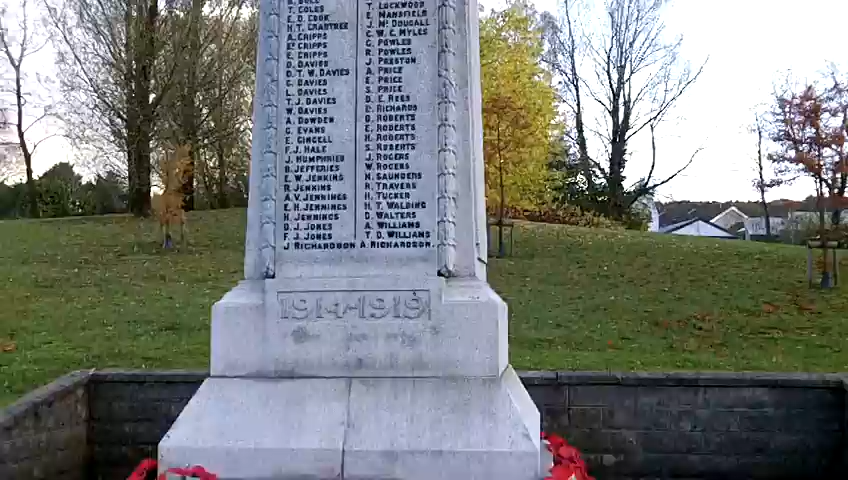 T. COLES
E. D. COOK
H. T. CRABTREE
A. CRIPPS
E. CRIPPS
E. CRIPPS
D. DAVIES
D. T. W. DAVIES
G. DAVIES
L. DAVIES
T. J. DAVIES
W. DAVIES
A. DOWDEN
G. EVANS
E. GINGELL
F. J. HALE
J. HUMPHRIES
B. JEFFERIES
E. W. JENKINS
R. JENKINS
A. V. JENNINGS
E. H. JENNINGS
H. JENNINGS
D. J. JONES
F. J. JONES
J. RICHARDSON
T. LOCKWOOD
E. MANSFIELD
J. Mc DOUGALL
C. W. C. MYLES
G. POWLES
R. POWLES
J. PRESTON
A. PRICE
E. PRICE
S. PRICE
D. E. REES
E. RICHARDS
G. ROBERTS
E. ROBERTS
H. ROBERTS
S. ROBERTS
J. ROGERS
W. ROGERS
N. SAUNDERS
R. TRAVERS
H. TUCKER
H. T. WALDING
D. WALTERS
A. WILLIAMS
T. D. WILLIAMS
A. RICHARDSON
1914-1919